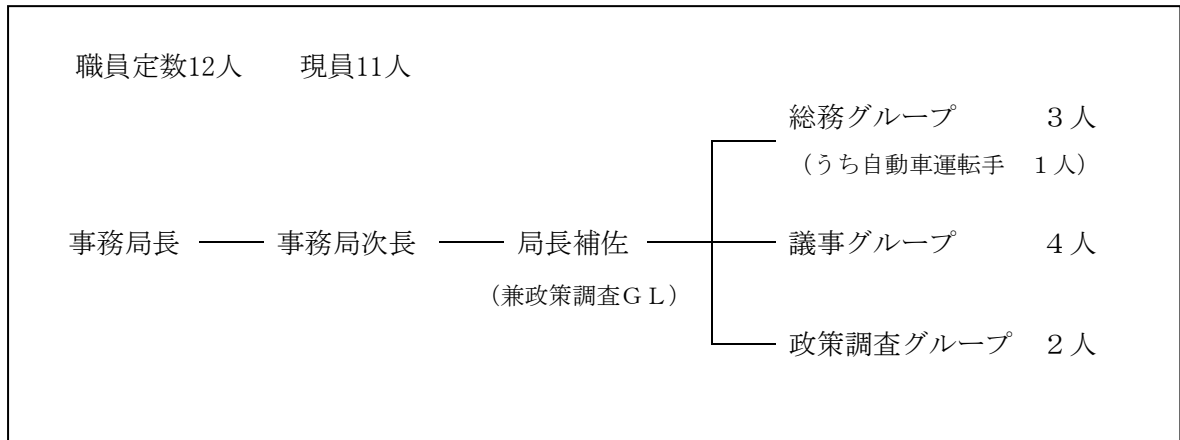 職員定数12人　　現員11人
総務グループ　　　３人
（うち自動車運転手　１人）
事務局長　事務局次長　局長補佐　議事グループ　　　４人
（兼政策調査ＧＬ）
政策調査グループ　２人